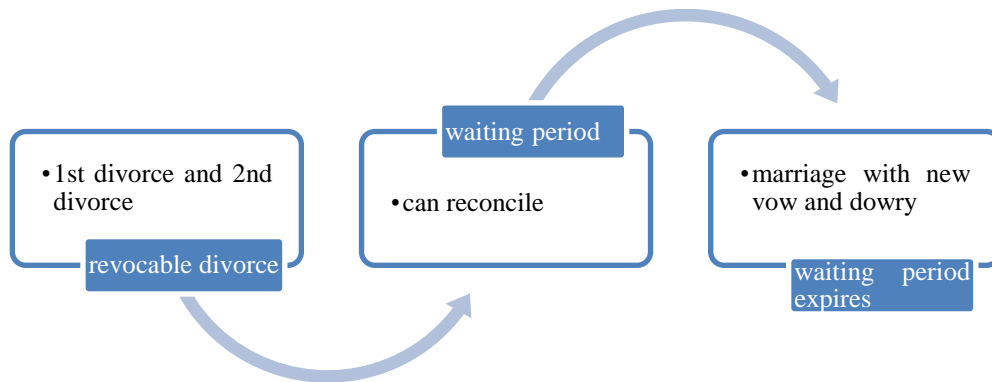 •1st divorce and 2nd
divorce
revocable divorce
waiting period
•can reconcile
•marriage with new
vow and dowry
waiting period
expires